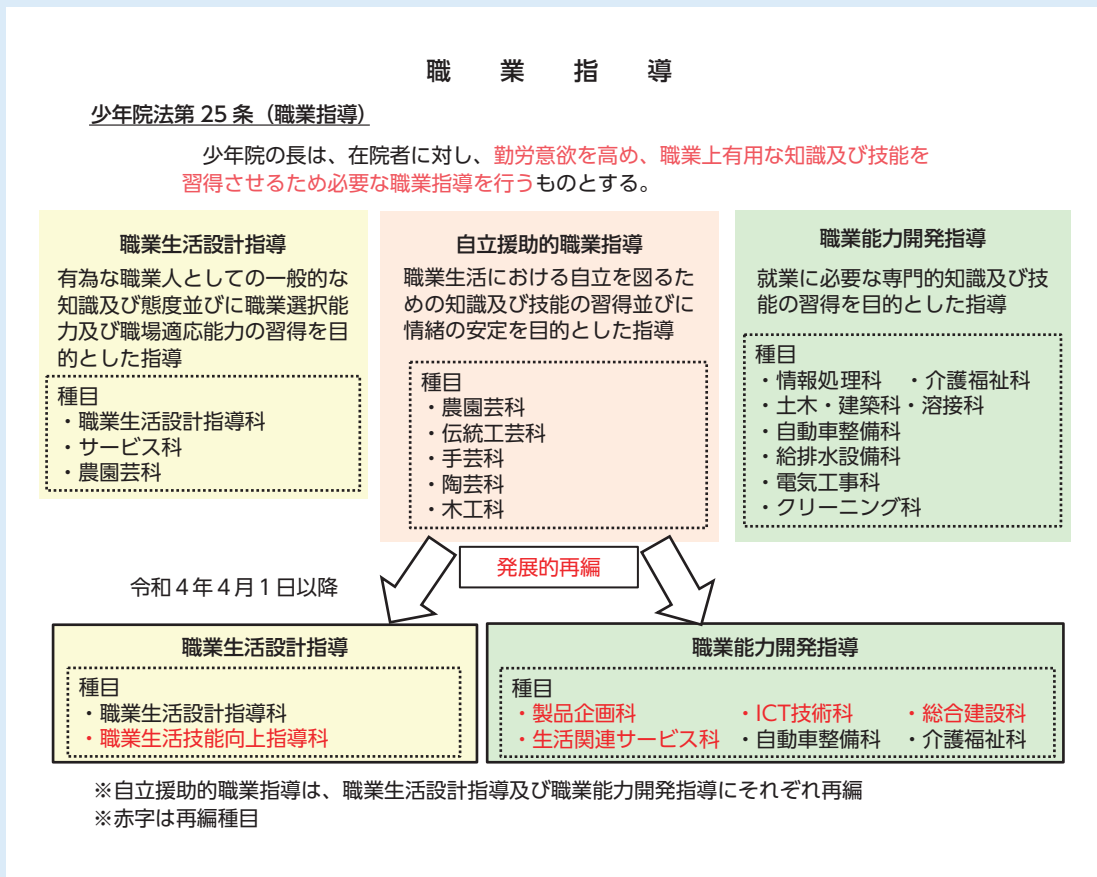 職業指導
少年院法第 25 条（職業指導）
少年院の長は、在院者に対し、勤労意欲を高め、職業上有用な知識及び技能を
習得させるため必要な職業指導を行うものとする。
職業生活設計指導
有為な職業人としての一般的な
知識及び態度並びに職業選択能
力及び職場適応能力の習得を目
的とした指導
種目
・職業生活設計指導科
・サービス科
・農園芸科
自立援助的職業指導
職業生活における自立を図るた
めの知識及び技能の習得並びに
情緒の安定を目的とした指導
種目
・農園芸科
・伝統工芸科
・手芸科
・陶芸科
・木工科
職業能力開発指導
就業に必要な専門的知識及び技
能の習得を目的とした指導
種目
・情報処理科 ・介護福祉科
・土木・建築科・溶接科
・自動車整備科
・給排水設備科
・電気工事科
・クリーニング科
発展的再編
令和４年４月１日以降
職業生活設計指導
種目
・職業生活設計指導科
・職業生活技能向上指導科
職業能力開発指導
種目
・製品企画科 ・ICT技術科 ・総合建設科
・生活関連サービス科 ・自動車整備科 ・介護福祉科
※自立援助的職業指導は、職業生活設計指導及び職業能力開発指導にそれぞれ再編
※赤字は再編種目